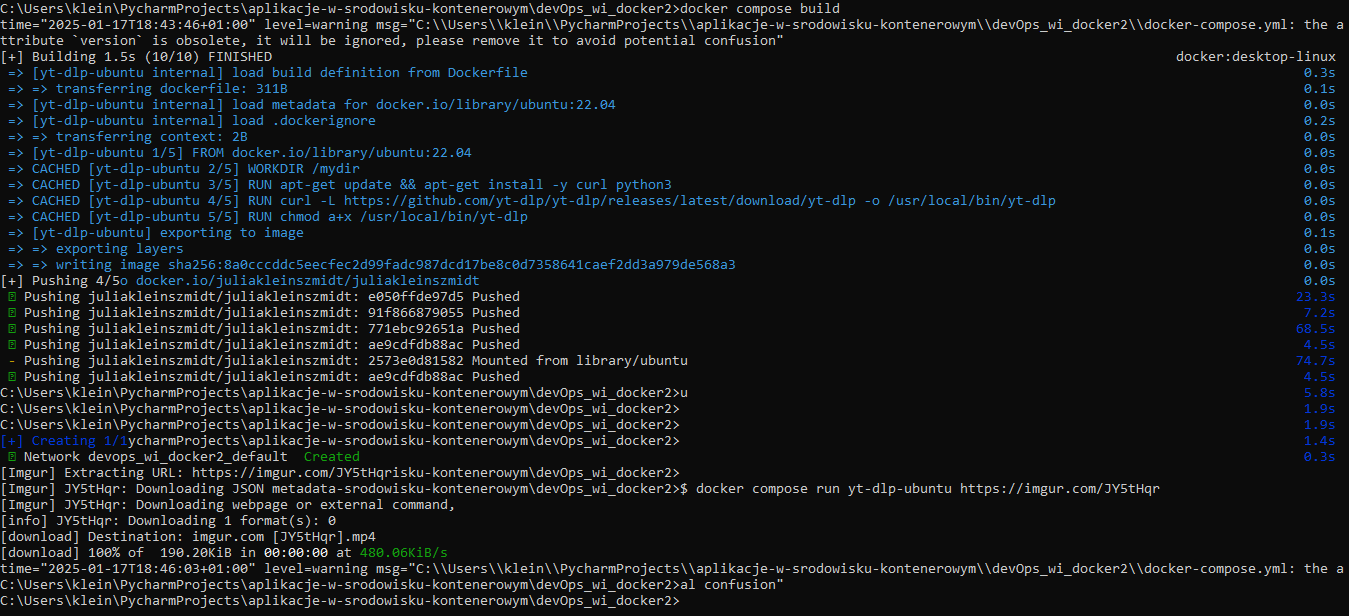 C:\Users\klein\PycharmProjects\aplikacje-w-srodowisku-kontenerowym\devOps_wi_docker2>docker compose build
time="2025-01-17T18:43:46+01:00" level=warning msg="C:\\Users\\klein\\PycharmProjects\\aplikacje-w-srodowisku-kontenerowym\\devOps_wi_docker2\\docker-compose.yml: the a
ttribute `version` is obsolete, it will be ignored, please remove it to avoid potential confusion"
[+] Building 1.5s (10/10) FINISHED docker:desktop-linux
=> [yt-dlp-ubuntu internal] load build definition from Dockerfile 0.3s
=> => transferring dockerfile: 311B 0.1s
=> [yt-dlp-ubuntu internal] load metadata for docker.io/library/ubuntu:22.04 0.0s
=> [yt-dlp-ubuntu internal] load .dockerignore 0.2s
=> => transferring context: 2B 0.0s
=> [yt-dlp-ubuntu 1/5] FROM docker.io/library/ubuntu:22.04 0.0s
=> CACHED [yt-dlp-ubuntu 2/5] WORKDIR /mydir 0.0s
=> CACHED [yt-dlp-ubuntu 3/5] RUN apt-get update && apt-get install -y curl python3 0.0s
=> CACHED [yt-dlp-ubuntu 4/5] RUN curl -L https://github.com/yt-dlp/yt-dlp/releases/latest/download/yt-dlp -o /usr/local/bin/yt-dlp 0.0s
=> CACHED [yt-dlp-ubuntu 5/5] RUN chmod a+x /usr/local/bin/yt-dlp 0.0s
=> [yt-dlp-ubuntu] exporting to image 0.1s
=> => exporting layers 0.0s
=> => writing image sha256:8a0cccddc5eecfec2d99fadc987dcd17be8c0d7358641caef2dd3a979de568a3 0.0s
[+] Pushing 4/5o docker.io/juliakleinszmidt/juliakleinszmidt 0.0s
Pushing juliakleinszmidt/juliakleinszmidt: e050ffde97d5 Pushed 23.3s
Pushing juliakleinszmidt/juliakleinszmidt: 91f866879055 Pushed 7.2s
Pushing juliakleinszmidt/juliakleinszmidt: 771ebc92651a Pushed 68.5s
Pushing juliakleinszmidt/juliakleinszmidt: ae9cdfdb88ac Pushed 4.5s
- Pushing juliakleinszmidt/juliakleinszmidt: 2573e0d81582 Mounted from library/ubuntu 74.7s
Pushing juliakleinszmidt/juliakleinszmidt: ae9cdfdb88ac Pushed 4.5s
C:\Users\klein\PycharmProjects\aplikacje-w-srodowisku-kontenerowym\devOps_wi_docker2>u 5.8s
C:\Users\klein\PycharmProjects\aplikacje-w-srodowisku-kontenerowym\devOps_wi_docker2> 1.9s
C:\Users\klein\PycharmProjects\aplikacje-w-srodowisku-kontenerowym\devOps_wi_docker2> 1.9s
[+] Creating 1/1ycharmProjects\aplikacje-w-srodowisku-kontenerowym\devOps_wi_docker2> 1.4s
Network devops_wi_docker2_default Created 0.3s
[Imgur] Extracting URL: https://imgur.com/JY5tHqrisku-kontenerowym\devOps_wi_docker2>
[Imgur] JY5tHqr: Downloading JSON metadata-srodowisku-kontenerowym\devOps_wi_docker2>$ docker compose run yt-dlp-ubuntu https://imgur.com/JY5tHqr
[Imgur] JY5tHqr: Downloading webpage or external command,
[info] JY5tHqr: Downloading 1 format(s): 0
[download] Destination: imgur.com [JY5tHqr].mp4
[download] 100% of 190.20KiB in 00:00:00 at 480.06KiB/s
time="2025-01-17T18:46:03+01:00" level=warning msg="C:\\Users\\klein\\PycharmProjects\\aplikacje-w-srodowisku-kontenerowym\\devOps_wi_docker2\\docker-compose.yml: the a
C:\Users\klein\PycharmProjects\aplikacje-w-srodowisku-kontenerowym\devOps_wi_docker2>al confusion"
C:\Users\klein\PycharmProjects\aplikacje-w-srodowisku-kontenerowym\devOps_wi_docker2>